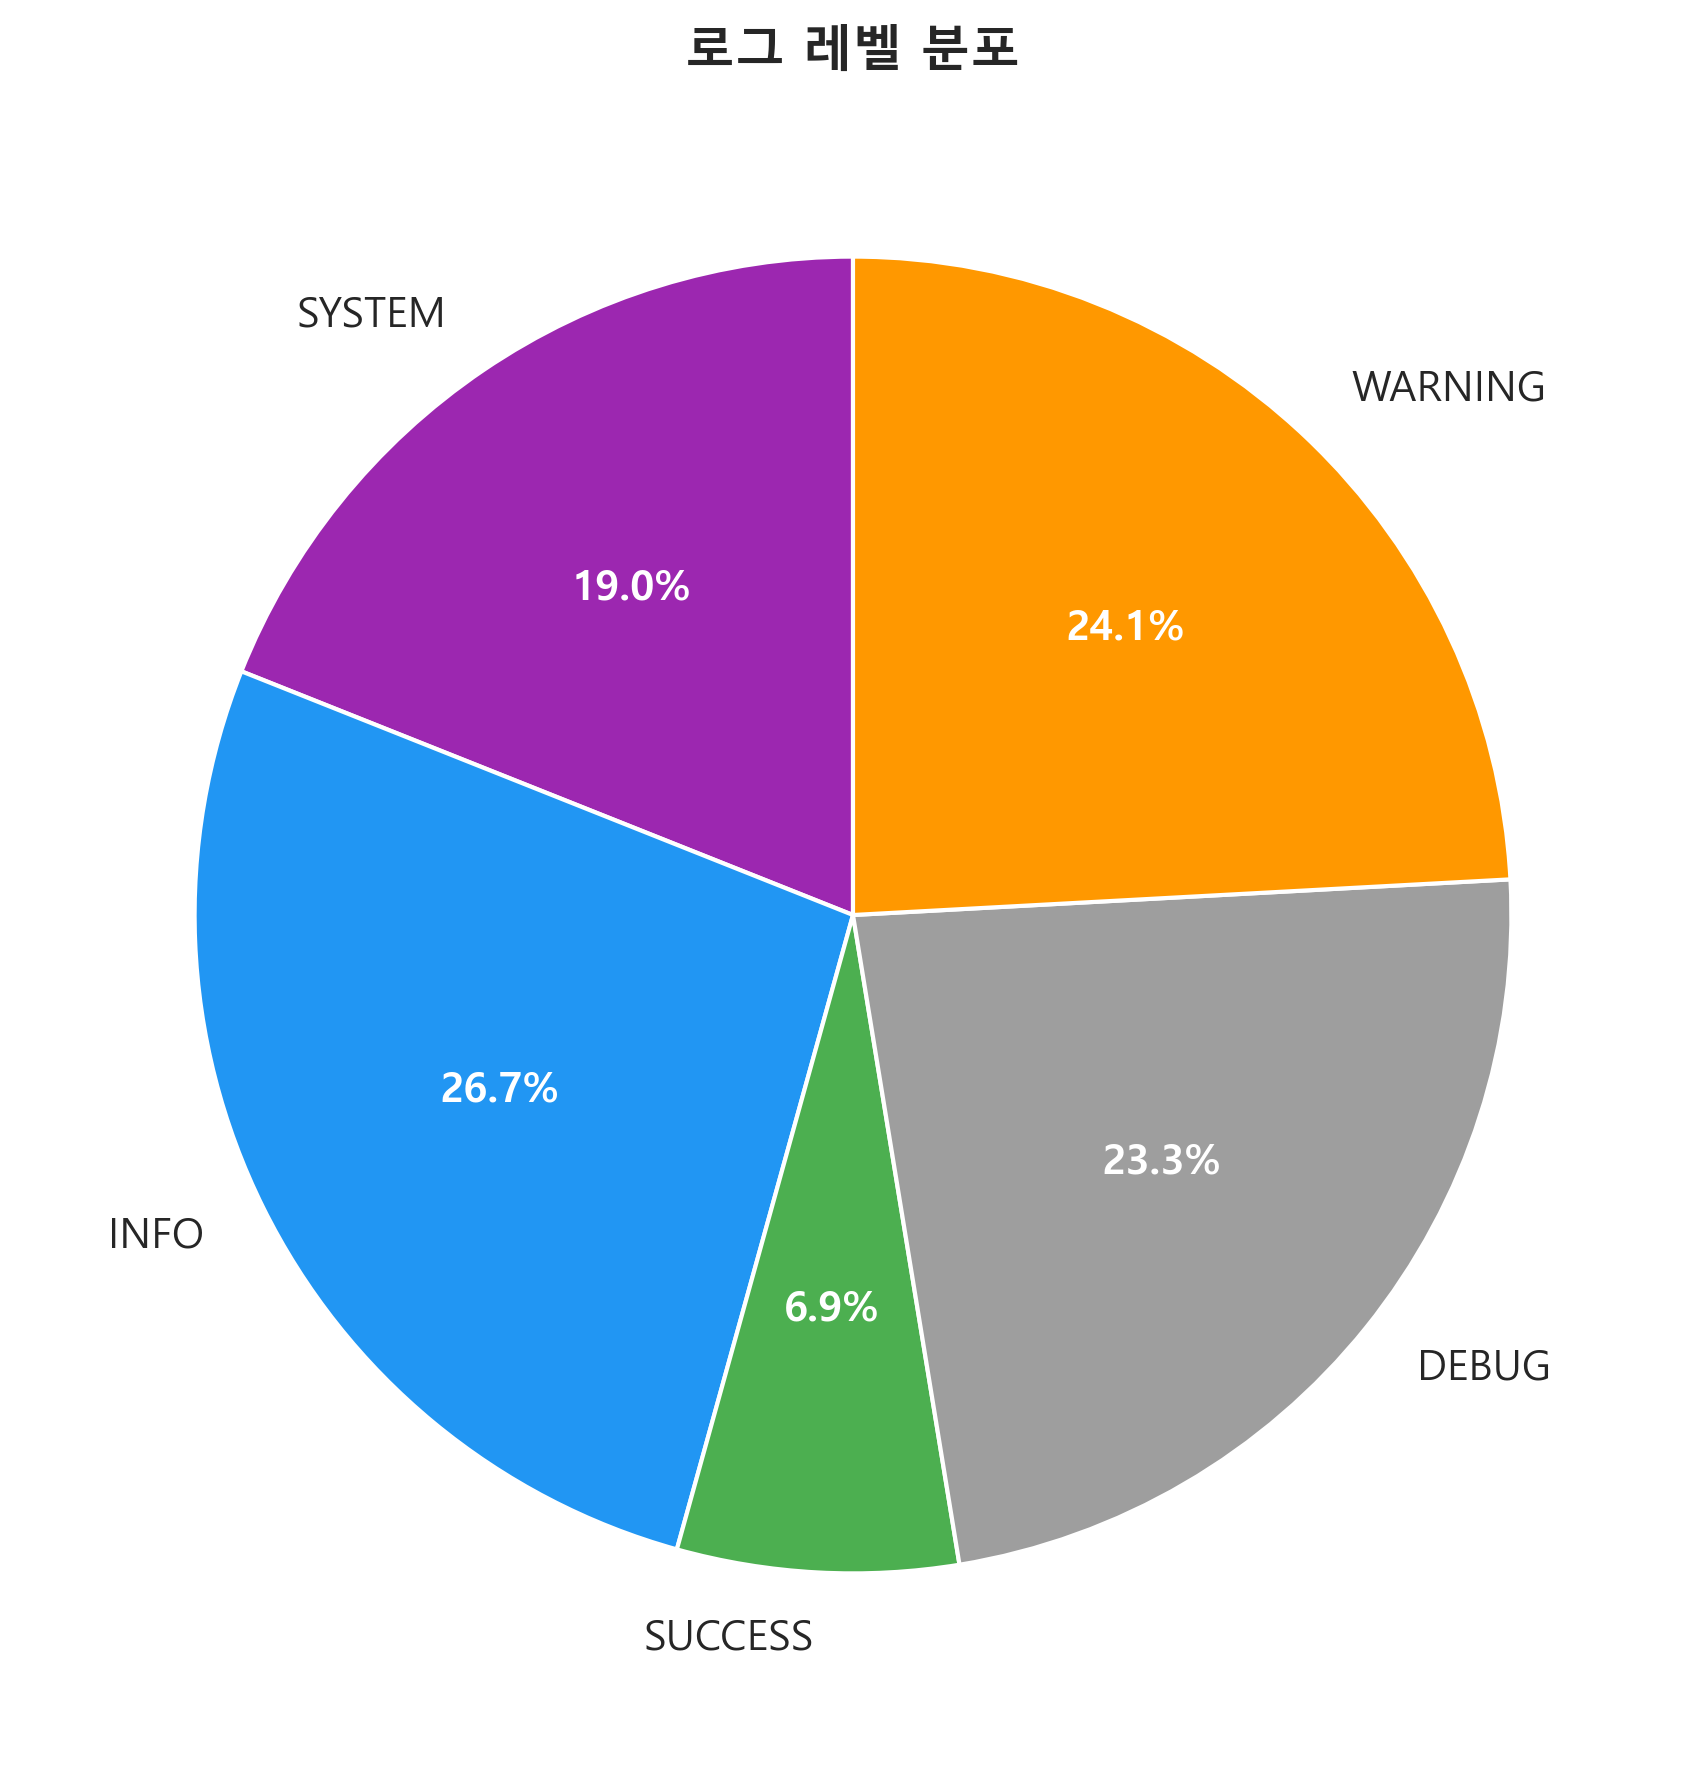 로그 레벨 분포
SYSTEM
WARNING
19.0%
24.1%
26.7%
23.3%
INFO
6.9%
DEBUG
SUCCESS